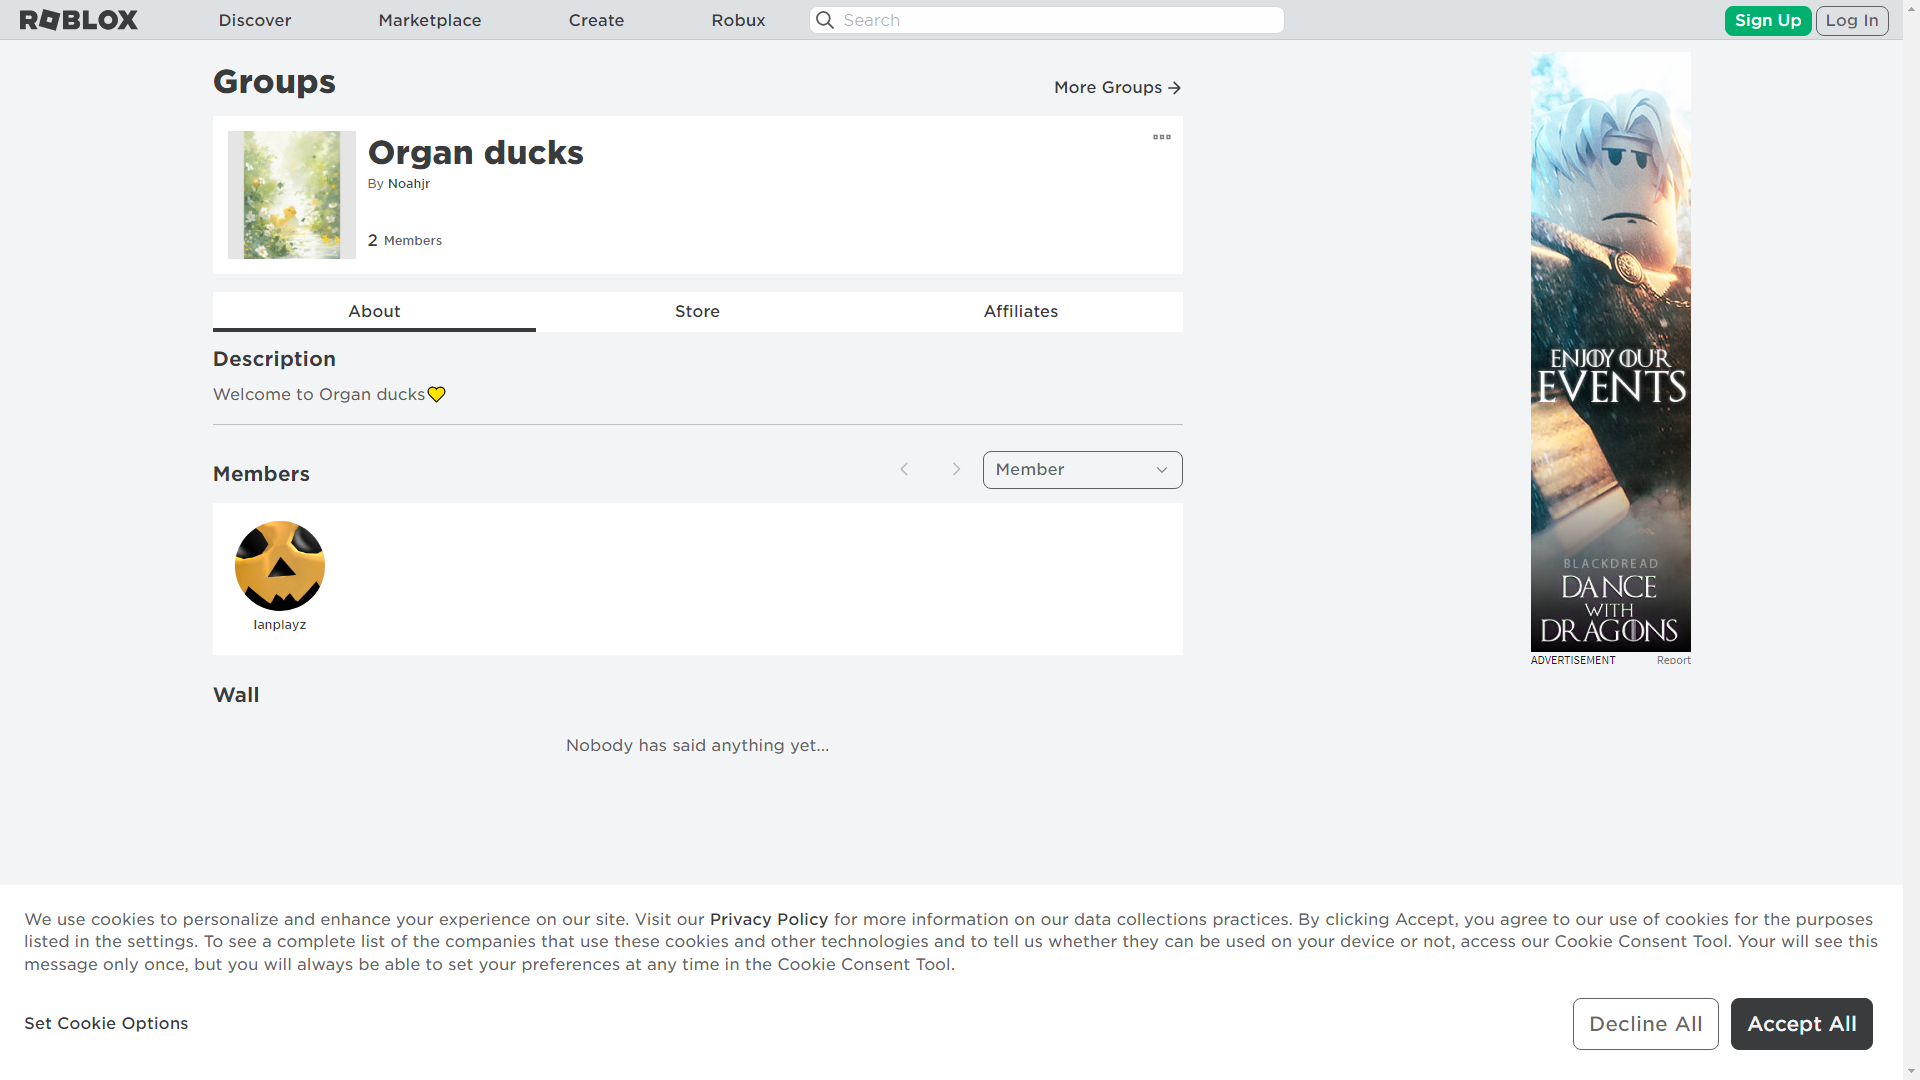 ROBLOX
Discover
Marketplace
Create
Robux
Search
Sign Up
Log In
Groups
More Groups
Organ ducks
By Noahjr
2 Members
About
Store
Affiliates
Description
Welcome to Organ ducks💛
Members
Member
Ianplayz
Wall
Nobody has said anything yet...
ENJOY OUR
EVENTS
BLACKDREAD
DANCE
WITH
DRAGONS
ADVERTISEMENT
Report
We use cookies to personalize and enhance your experience on our site. Visit our Privacy Policy for more information on our data collections practices. By clicking Accept, you agree to our use of cookies for the purposes
listed in the settings. To see a complete list of the companies that use these cookies and other technologies and to tell us whether they can be used on your device or not, access our Cookie Consent Tool. Your will see this
message only once, but you will always be able to set your preferences at any time in the Cookie Consent Tool.
Set Cookie Options
Decline All
Accept All